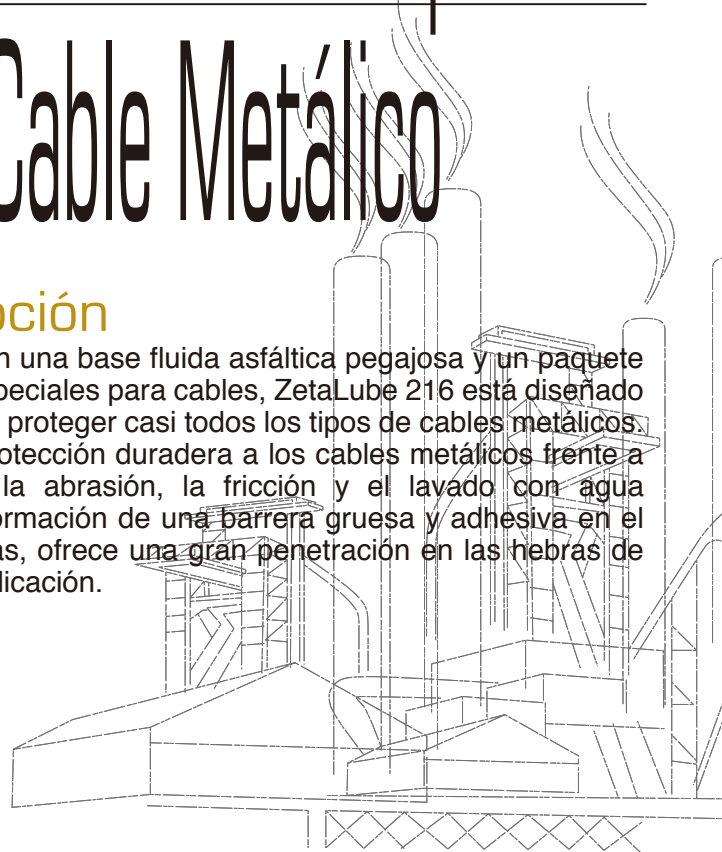 Cable Metálico
pción
n una base fluida asfáltica pegajosa y un paquete
peciales para cables, ZetaLube 216 está diseñado
proteger casi todos los tipos de cables metálicos.
otección duradera a los cables metálicos frente a
la abrasión, la fricción y el lavado con agua
ormación de una barrera gruesa y adhesiva en el
as, ofrece una gran penetración en las hebras de
licación.